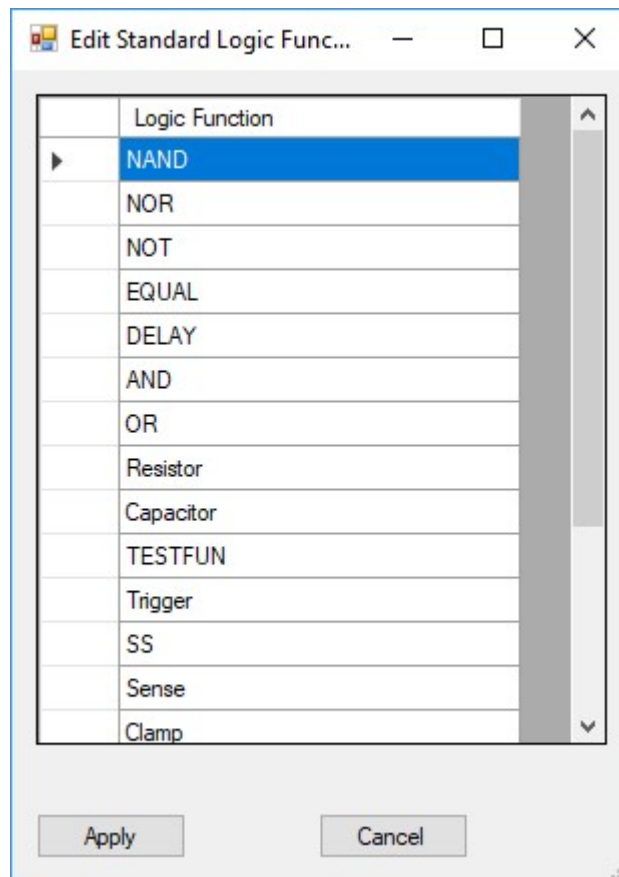 Edit Standard Logic Func...
Logic Function
NAND
NOR
NOT
EQUAL
DELAY
AND
OR
Resistor
Capacitor
TESTFUN
Trigger
SS
Sense
Clamp
Apply Cancel